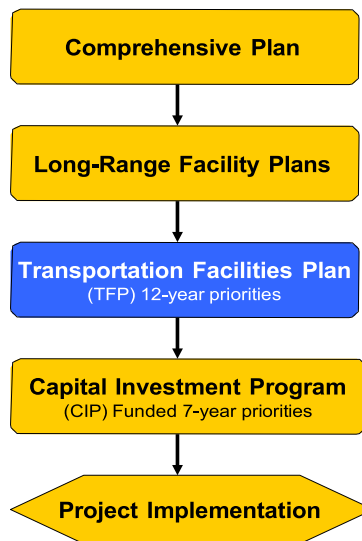 Comprehensive Plan
Long-Range Facility Plans
Transportation Facilities Plan
(TFP) 12-year priorities
Capital Investment Program
(CIP) Funded 7-year priorities
Project Implementation